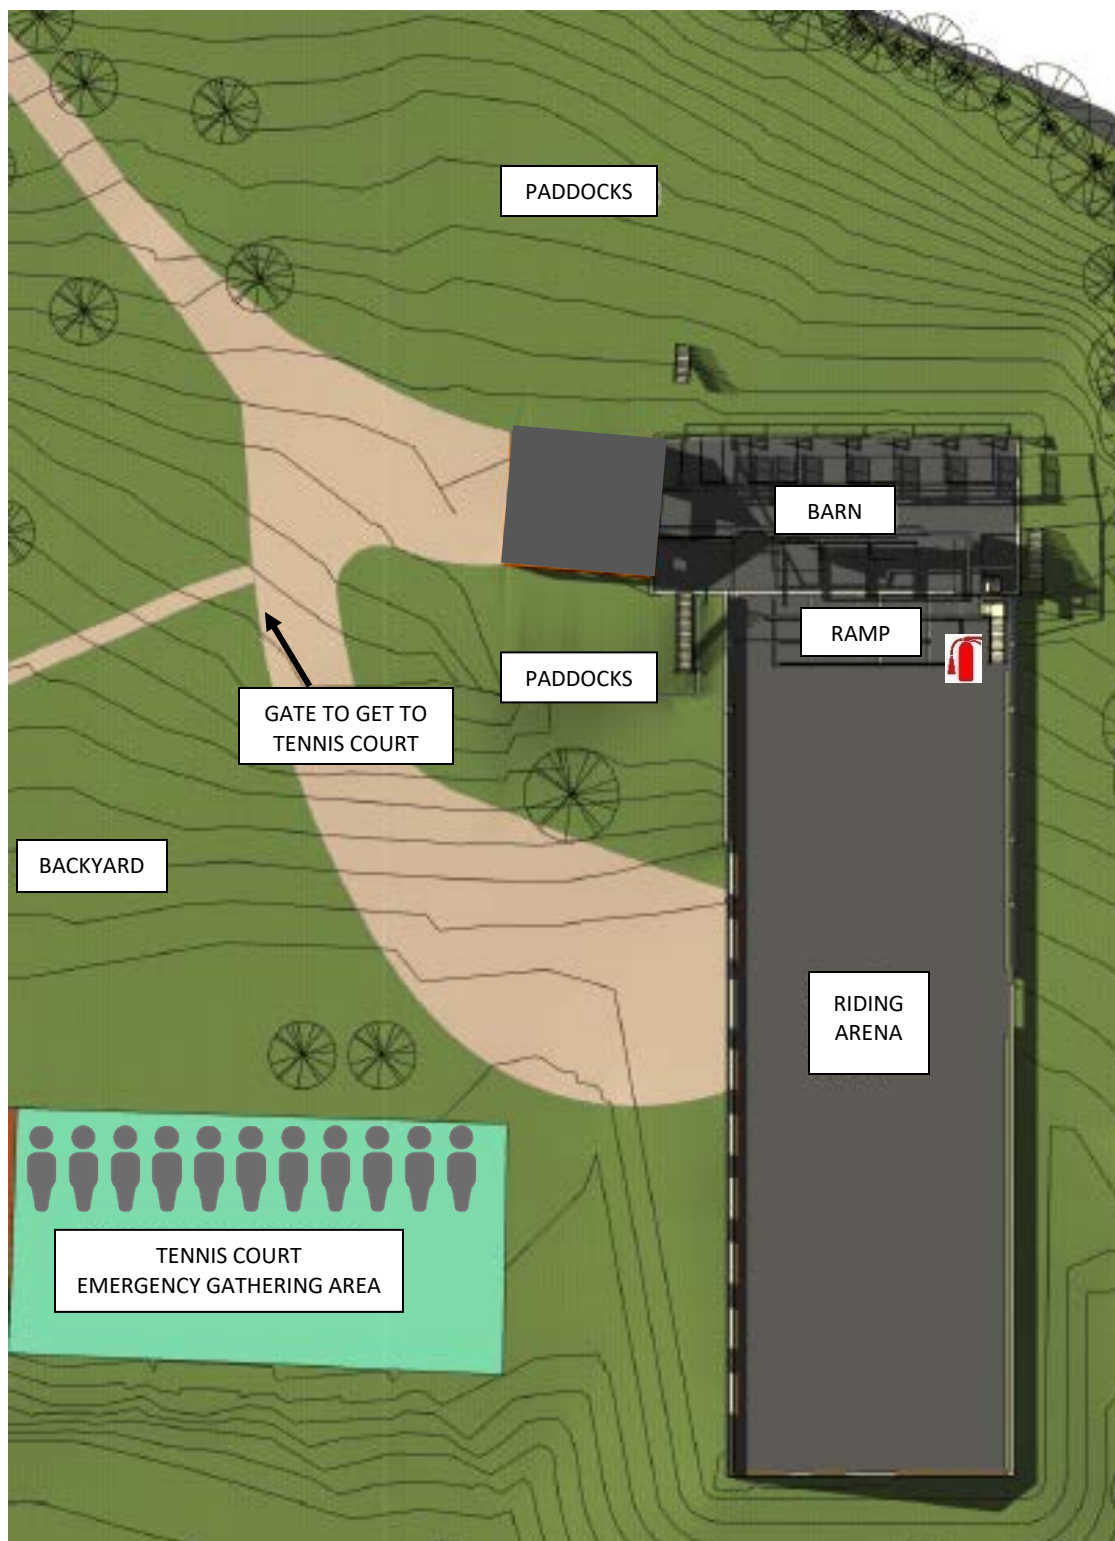 PADDOCKS
BARN
RAMP
PADDOCKS
GATE TO GET TO
TENNIS COURT
BACKYARD
RIDING
ARENA
TENNIS COURT
EMERGENCY GATHERING AREA